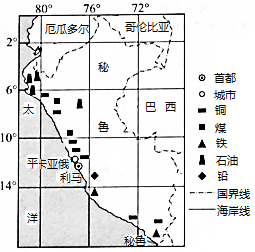 厄瓜多尔
哥伦比亚
2°
秘
6°
太
巴 西
鲁
10°
平
卡亚俄
利马
14°
洋
秘鲁
80°
76°
72°
首都
城市
铜
煤
铁
石油
铅
国界线
海岸线